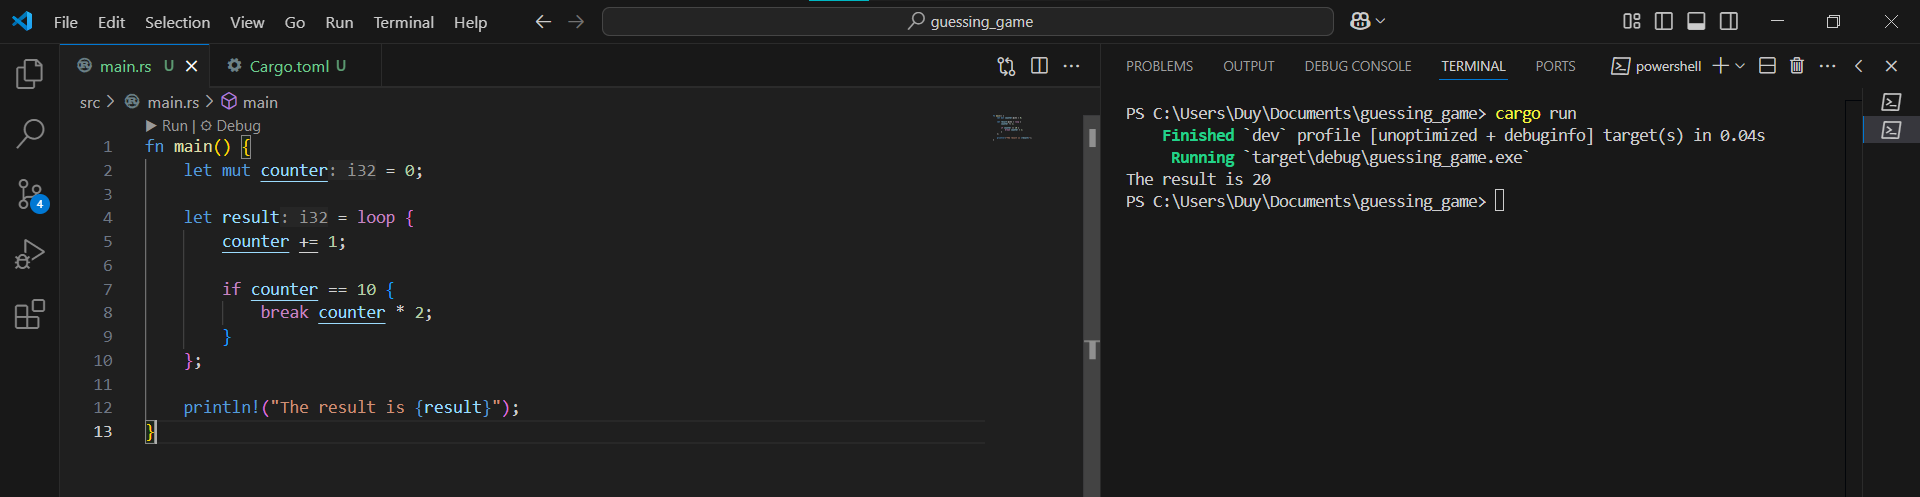 File Edit Selection View Go Run Terminal Help guessing_game
main.rs U Cargo.toml U
src > main.rs > main
Run | Debug
1 fn main() {
2 let mut counter: i32 = 0;
3
4 let result: i32 = loop {
5 counter += 1;
6
7 if counter == 10 {
8 break counter * 2;
9 }
10 };
11
12 println!("The result is {result}");
13 }
4
PROBLEMS OUTPUT DEBUG CONSOLE TERMINAL PORTS powershell
PS C:\Users\Duy\Documents\guessing_game> cargo run
Finished `dev` profile [unoptimized + debuginfo] target(s) in 0.04s
Running `target\debug\guessing_game.exe`
The result is 20
PS C:\Users\Duy\Documents\guessing_game>